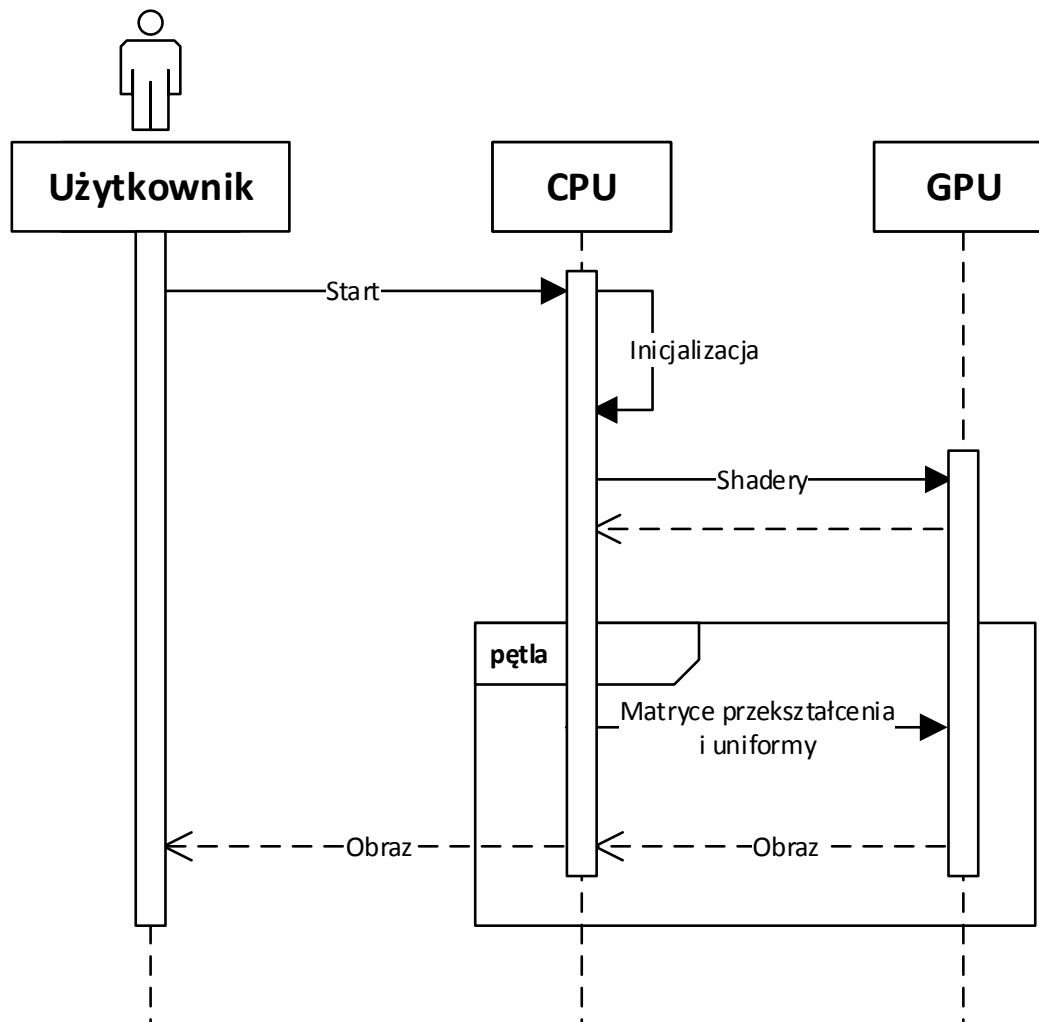 Użytkownik
CPU
GPU
Start
Inicjalizacja
Shadery
pętla
Matryce przekształcenia
i uniformy
Obraz
Obraz